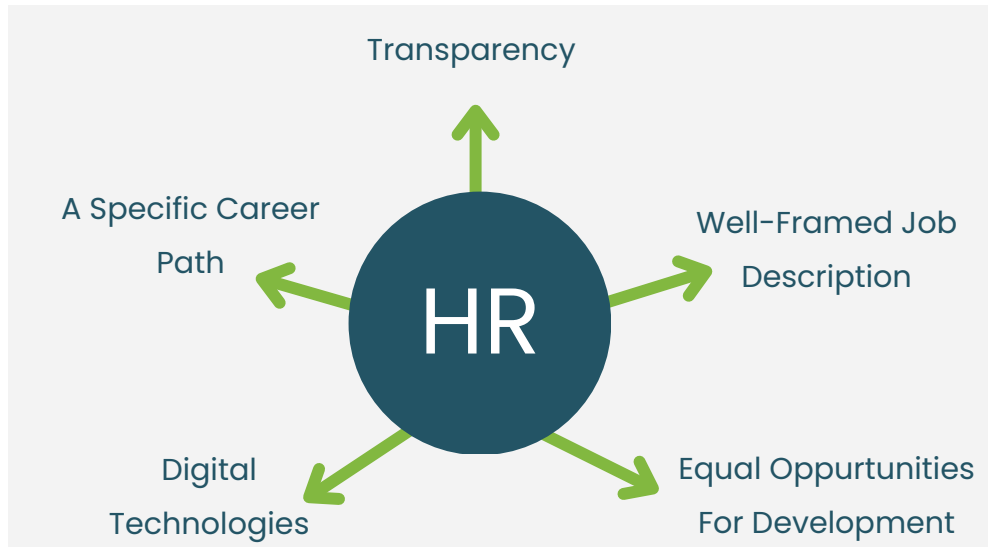 Transparency
A Specific Career
Path
Well-Framed Job
Description
HR
Digital
Technologies
Equal Oppurtunities
For Development